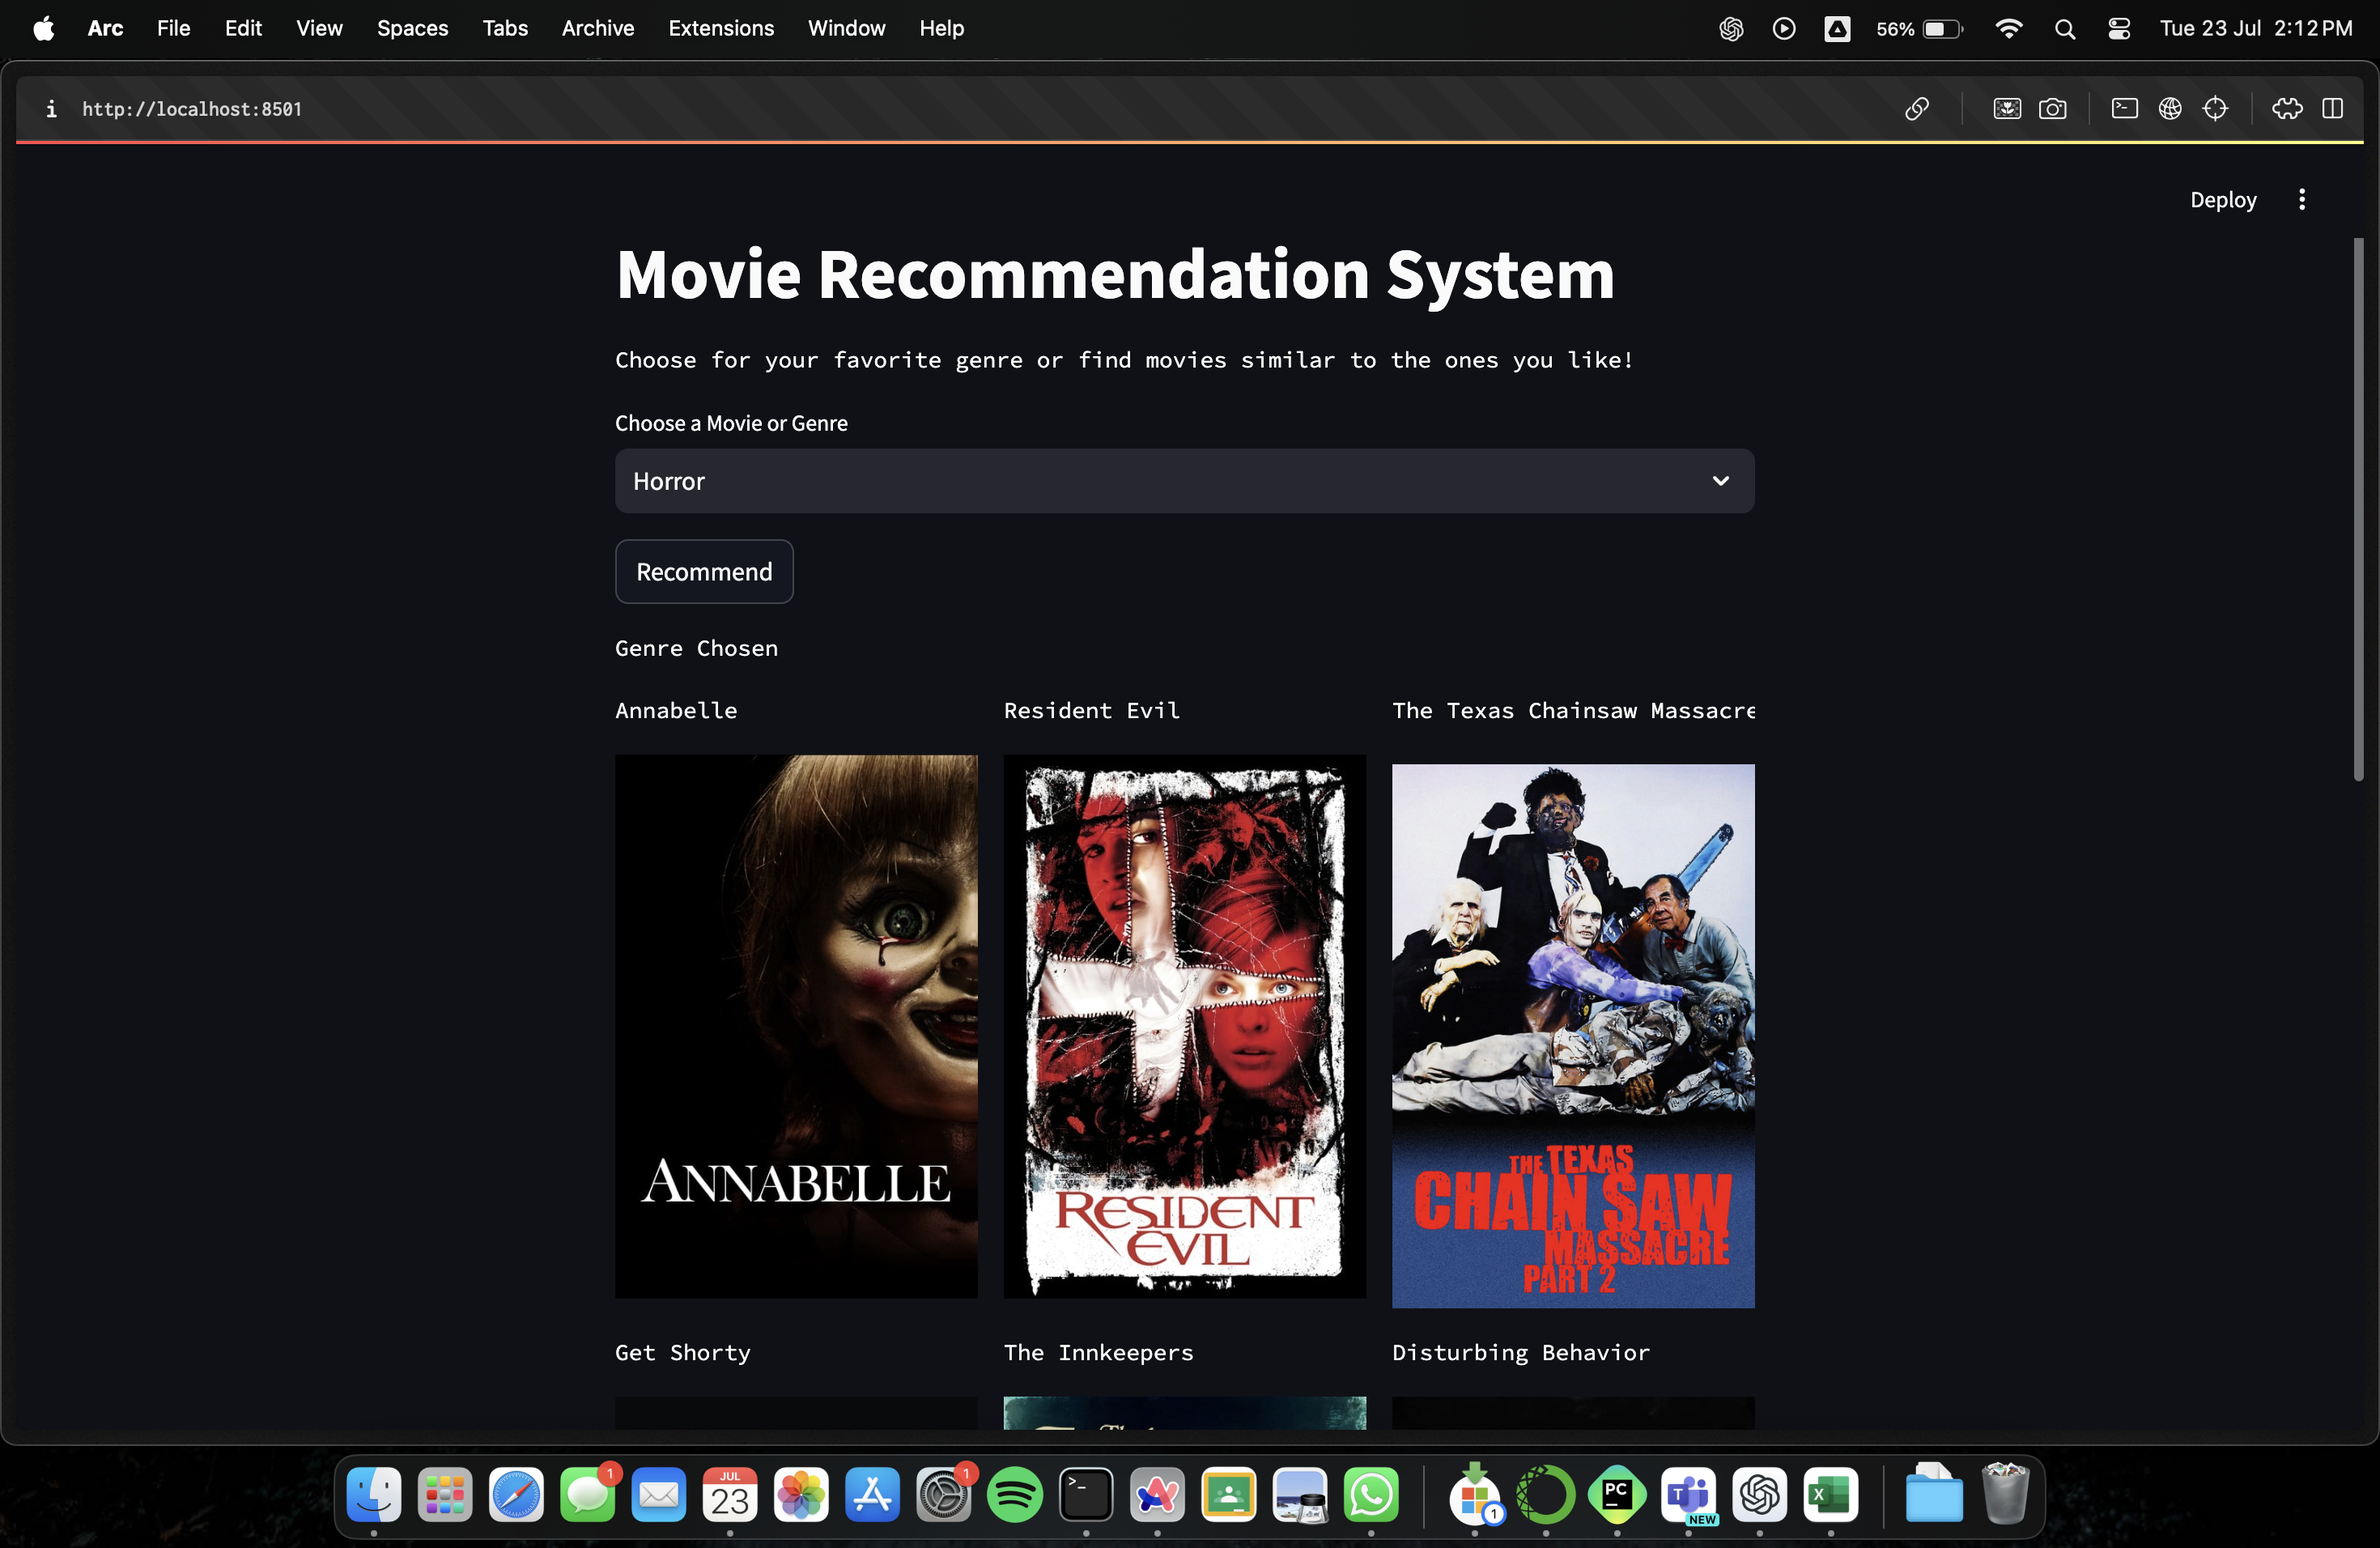 Arc File Edit View Spaces Tabs Archive Extensions Window Help 56% Tue 23 Jul 2:12 PM
http://localhost:8501
Deploy
Movie Recommendation System
Choose for your favorite genre or find movies similar to the ones you like!
Choose a Movie or Genre
Horror
Recommend
Genre Chosen
Annabelle Resident Evil The Texas Chainsaw Massacre
ANNABELLE
RESIDENT
EVIL
THE TEXAS
CHAIN SAW
MASSACRE
PART 2
Get Shorty The Innkeepers Disturbing Behavior
1 JUL 23 1 1 PC T NEW X